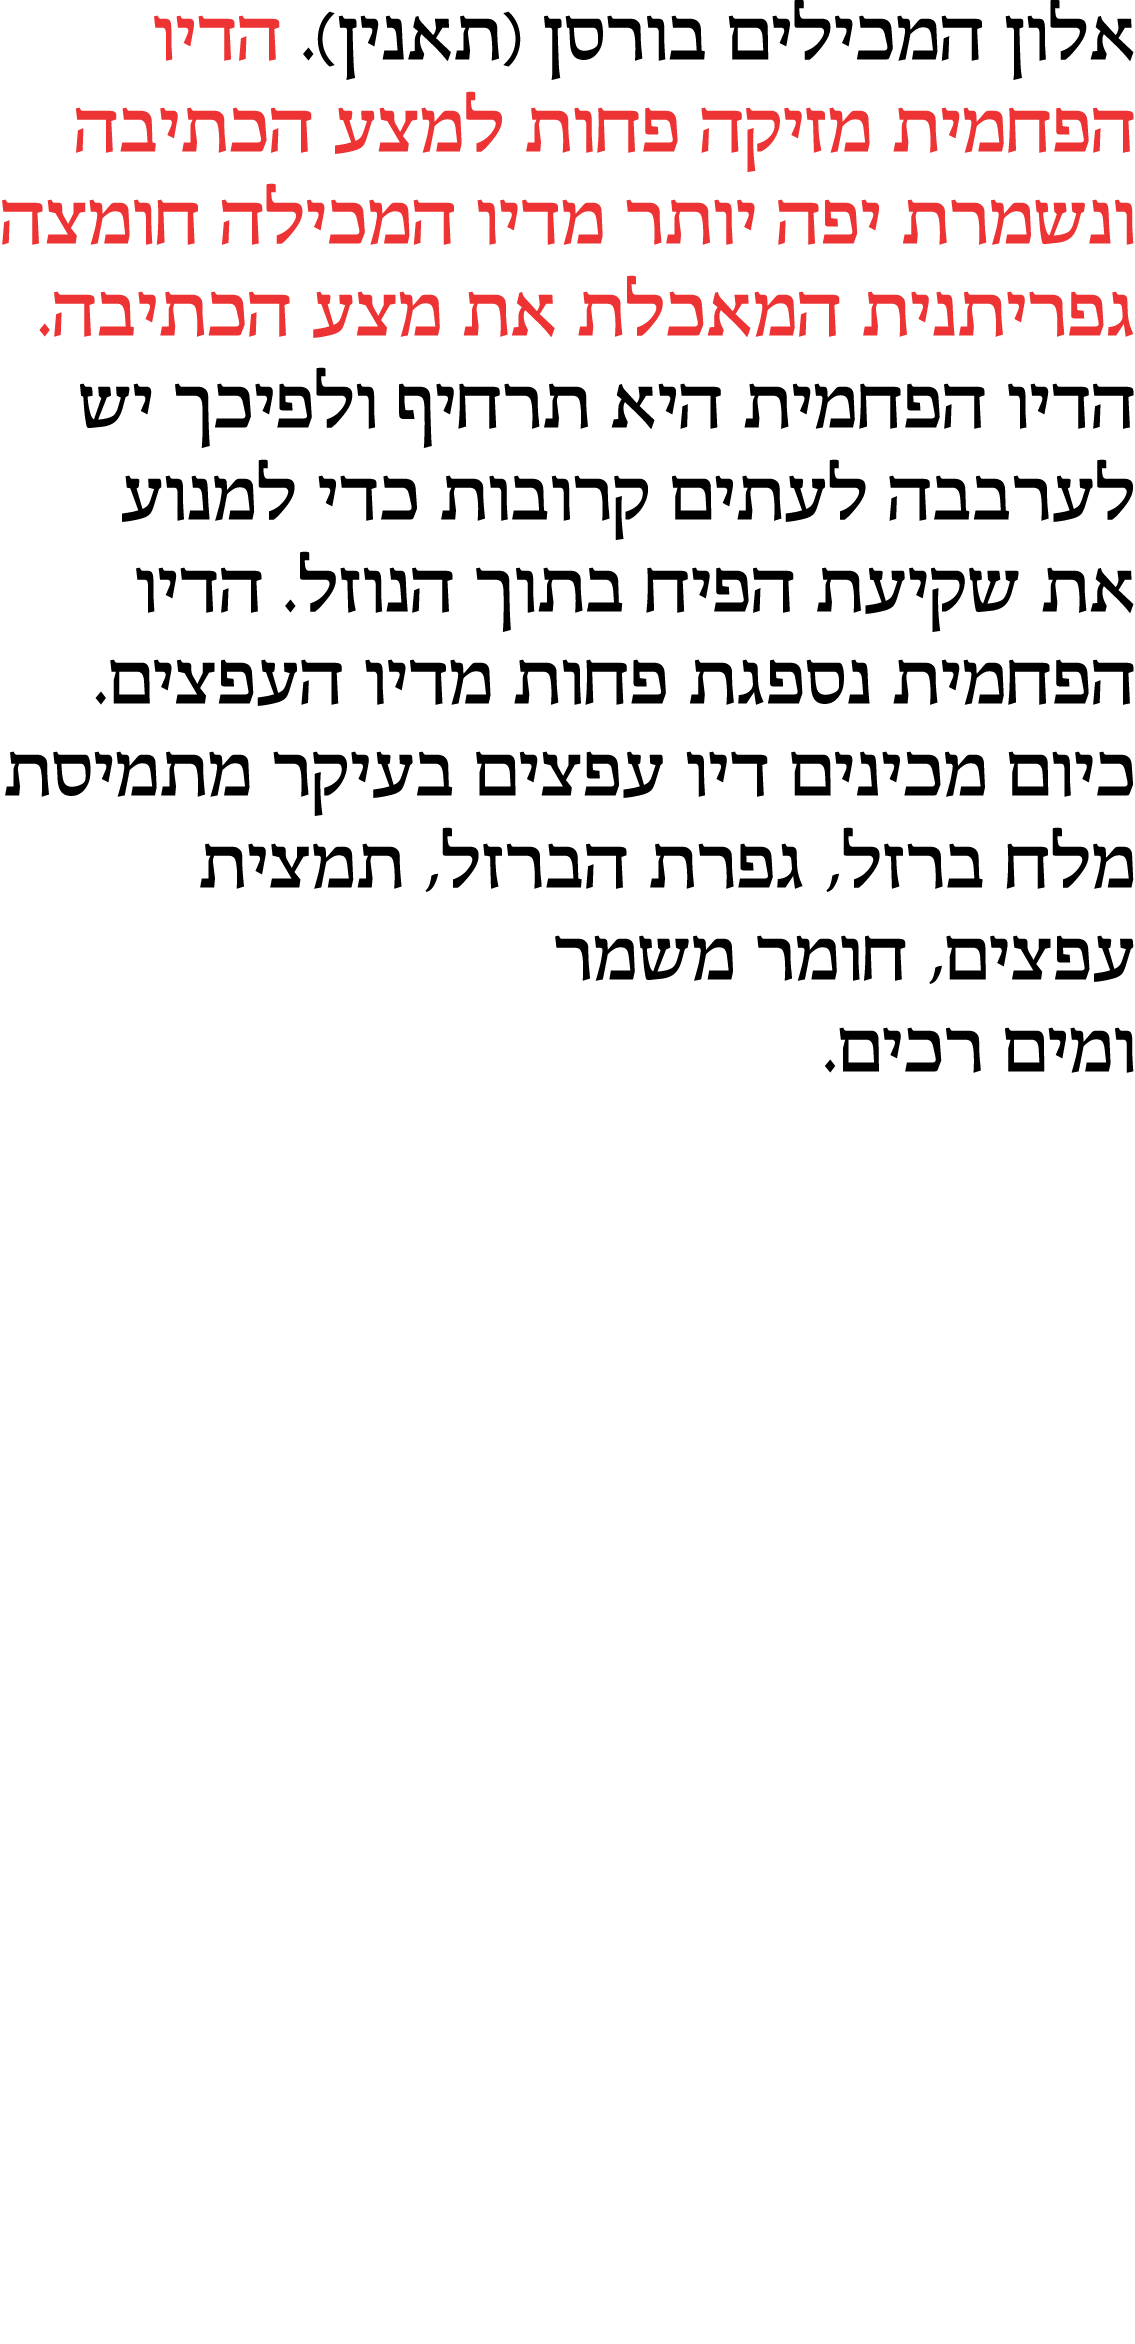 אלון המכילים בורסן (תאנין). הדיו
הפחמית מזיקה פחות למצע הכתיבה
ונשמרת יפה יותר מדיו המכילה חומצה
גפריתנית המאכלת את מצע הכתיבה.
הדיו הפחמית היא תרחיף ולפיכך יש
לערבבה לעתים קרובות כדי למנוע
את שקיעת הפיח בתוך הנוזל. הדיו
הפחמית נספגת פחות מדיו העפצים.
כיום מכינים דיו עפצים בעיקר מתמיסת
מלח ברזל, גפרת הברזל, תמצית
עפצים, חומר משמר
ומים רכים.